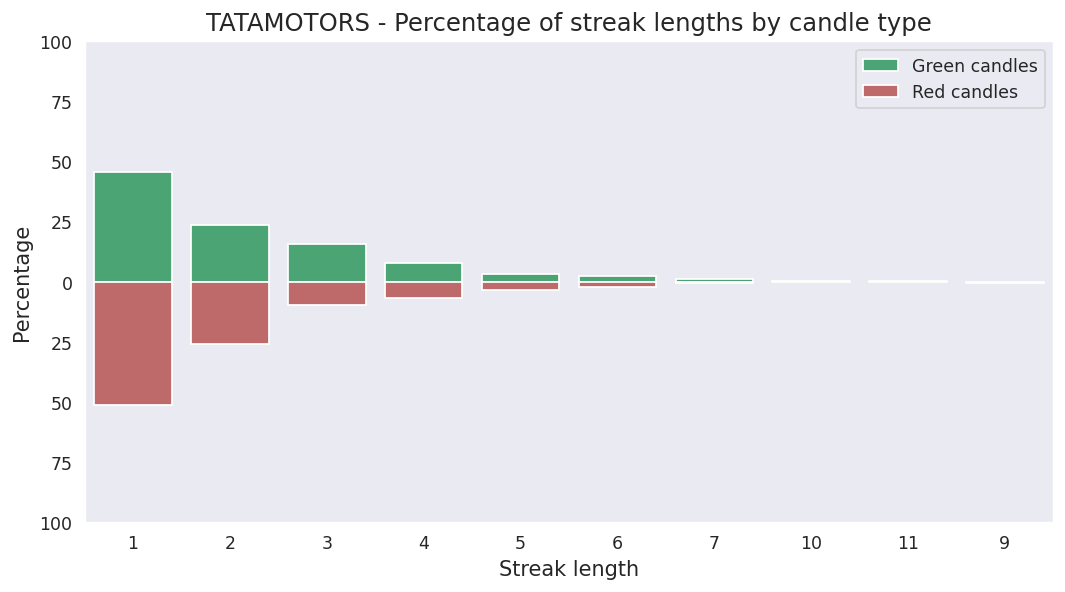 TATAMOTORS - Percentage of streak lengths by candle type
Green candles
Red candles
Percentage
100
75
50
25
0
25
50
75
100
1 2 3 4 5 6 7 10 11 9
Streak length